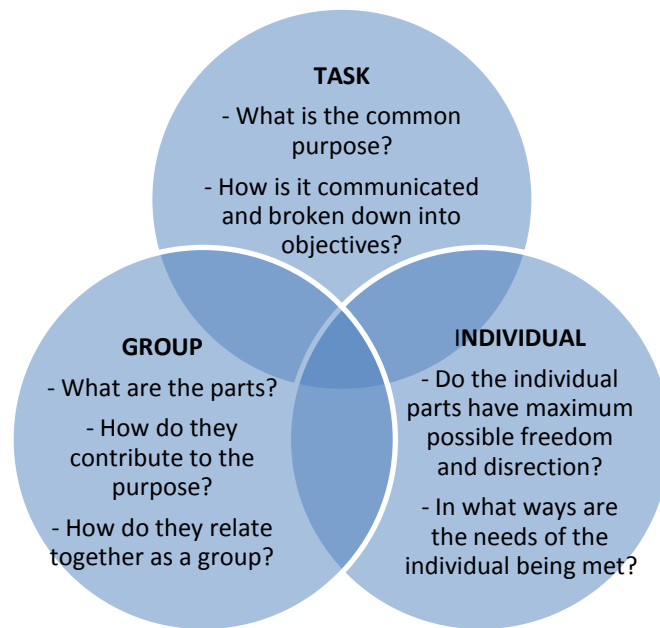 TASK
- What is the common
purpose?
- How is it communicated
and broken down into
objectives?
GROUP
- What are the parts?
- How do they
contribute to the
purpose?
- How do they relate
together as a group?
INDIVIDUAL
- Do the individual
parts have maximum
possible freedom
and disrection?
- In what ways are
the needs of the
individual being met?